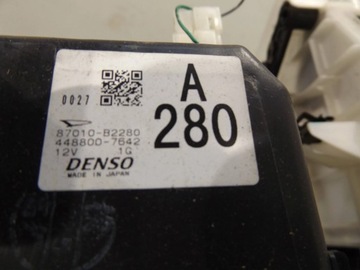 0027
A
280
87010-B2280
448800-7642
12V 1G
DENSO
MADE IN JAPAN